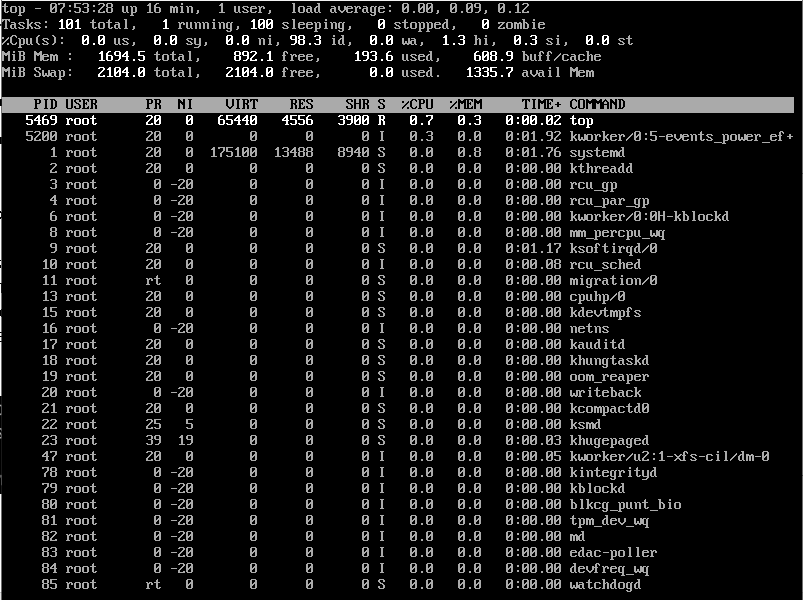 top - 07:53:28 up 16 min,  1 user,  load average: 0.00, 0.09, 0.12
Tasks: 101 total,   1 running, 100 sleeping,   0 stopped,   0 zombie
%Cpu(s):  0.0 us,  0.0 sy,  0.0 ni, 98.3 id,  0.0 wa,  1.3 hi,  0.3 si,  0.0 st
MiB Mem :   1694.5 total,    892.1 free,    193.6 used,    608.9 buff/cache
MiB Swap:   2104.0 total,   2104.0 free,      0.0 used.   1335.7 avail Mem
PID USER      PR  NI    VIRT    RES    SHR S  %CPU  %MEM     TIME+ COMMAND
5469 root      20   0   65440   4556   3900 R   0.7   0.3   0:00.02 top
5200 root      20   0       0      0      0 I   0.3   0.0   0:01.92 kworker/0:5-events_power_ef+
1 root      20   0  175100  13488   8940 S   0.0   0.8   0:01.76 systemd
2 root      20   0       0      0      0 S   0.0   0.0   0:00.00 kthreadd
3 root       0 -20       0      0      0 I   0.0   0.0   0:00.00 rcu_gp
4 root       0 -20       0      0      0 I   0.0   0.0   0:00.00 rcu_par_gp
6 root       0 -20       0      0      0 I   0.0   0.0   0:00.00 kworker/0:0H-kblockd
8 root       0 -20       0      0      0 I   0.0   0.0   0:00.00 mm_percpu_wq
9 root      20   0       0      0      0 S   0.0   0.0   0:01.17 ksoftirqd/0
10 root      20   0       0      0      0 I   0.0   0.0   0:00.08 rcu_sched
11 root      rt   0       0      0      0 S   0.0   0.0   0:00.00 migration/0
13 root      20   0       0      0      0 S   0.0   0.0   0:00.00 cpuhp/0
15 root      20   0       0      0      0 S   0.0   0.0   0:00.00 kdevtmpfs
16 root       0 -20       0      0      0 I   0.0   0.0   0:00.00 netns
17 root      20   0       0      0      0 S   0.0   0.0   0:00.00 kauditd
18 root      20   0       0      0      0 S   0.0   0.0   0:00.00 khungtaskd
19 root      20   0       0      0      0 S   0.0   0.0   0:00.00 oom_reaper
20 root       0 -20       0      0      0 I   0.0   0.0   0:00.00 writeback
21 root      20   0       0      0      0 S   0.0   0.0   0:00.00 kcompactd0
22 root      25   5       0      0      0 S   0.0   0.0   0:00.00 ksmd
23 root      39  19       0      0      0 S   0.0   0.0   0:00.03 khugepaged
47 root      20   0       0      0      0 I   0.0   0.0   0:00.05 kworker/u2:1-xfs-cil/dm-0
78 root       0 -20       0      0      0 I   0.0   0.0   0:00.00 kintegrityd
79 root       0 -20       0      0      0 I   0.0   0.0   0:00.00 kblockd
80 root       0 -20       0      0      0 I   0.0   0.0   0:00.00 blkcg_punt_bio
81 root       0 -20       0      0      0 I   0.0   0.0   0:00.00 tpm_dev_wq
82 root       0 -20       0      0      0 I   0.0   0.0   0:00.00 md
83 root       0 -20       0      0      0 I   0.0   0.0   0:00.00 edac-poller
84 root       0 -20       0      0      0 I   0.0   0.0   0:00.00 devfreq_wq
85 root      rt   0       0      0      0 S   0.0   0.0   0:00.00 watchdogd